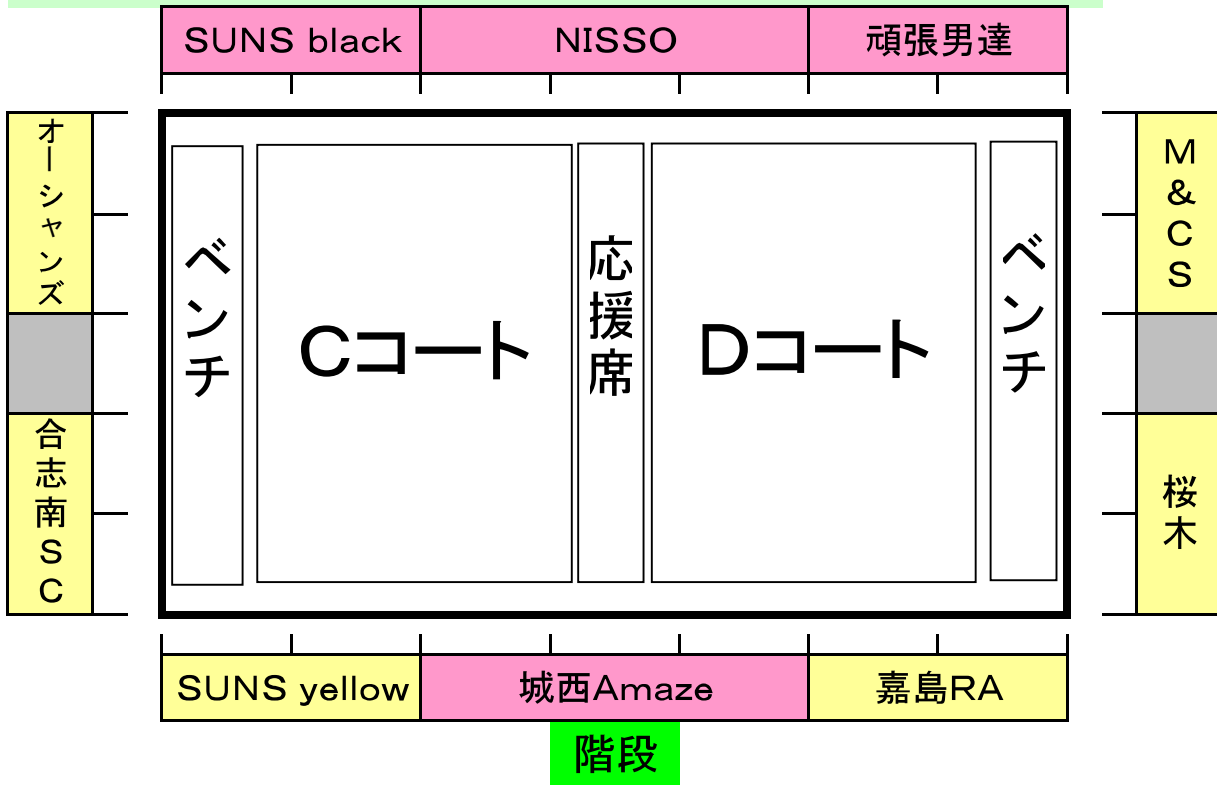 SUNS black
NISSO
頑張男達
オーシャンズ
M&CS
ベンチ
Cコート
応援席
Dコート
ベンチ
合志南SC
桜木
SUNS yellow
城西Amaze
嘉島RA
階段